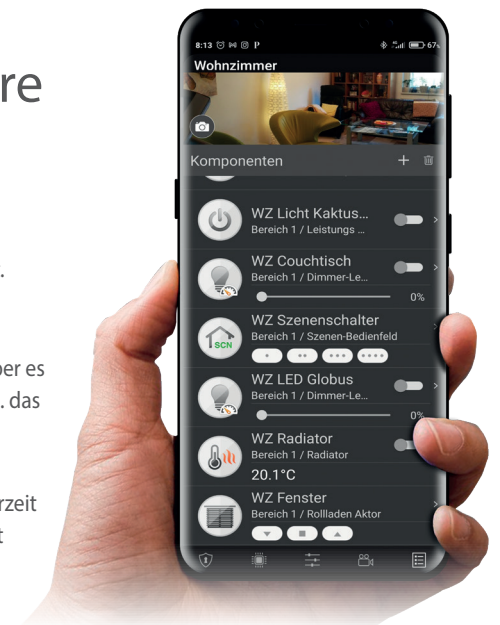 re
.
ber es
. das
rzeit
t
8:13 P 67%
Wohnzimmer
Komponenten
WZ Licht Kaktus...
Bereich 1 / Leistungs ...
WZ Couchtisch
Bereich 1 / Dimmer-Le...
0%
WZ Szenenschalter
SCN
Bereich 1 / Szenen-Bedienfeld
WZ LED Globus
Bereich 1 / Dimmer-Le...
0%
WZ Radiator
Bereich 1 / Radiator
20.1°C
WZ Fenster
Bereich 1 / Rollladen Aktor